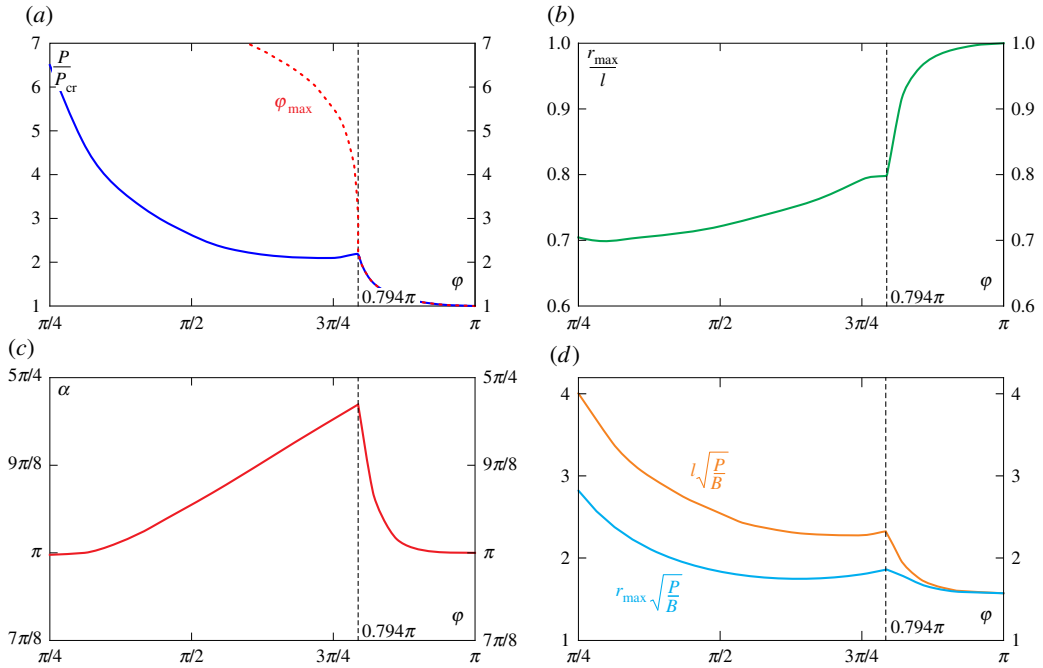 (a)
7 7
P/P_cr
6 6
φ_max
5 5
4 4
3 3
2 2
0.794π φ
1 1
π/4 π/2 3π/4 π
(b)
1.0 1.0
r_max/l
0.9 0.9
0.8 0.8
0.7 0.7
0.794π φ
0.6 0.6
π/4 π/2 3π/4 π
(c)
5π/4 5π/4
α
9π/8 9π/8
π π
0.794π φ
7π/8 7π/8
π/4 π/2 3π/4 π
(d)
4 4
l√P/B
3 3
2 2
r_max√P/B
0.794π φ
1 1
π/4 π/2 3π/4 π